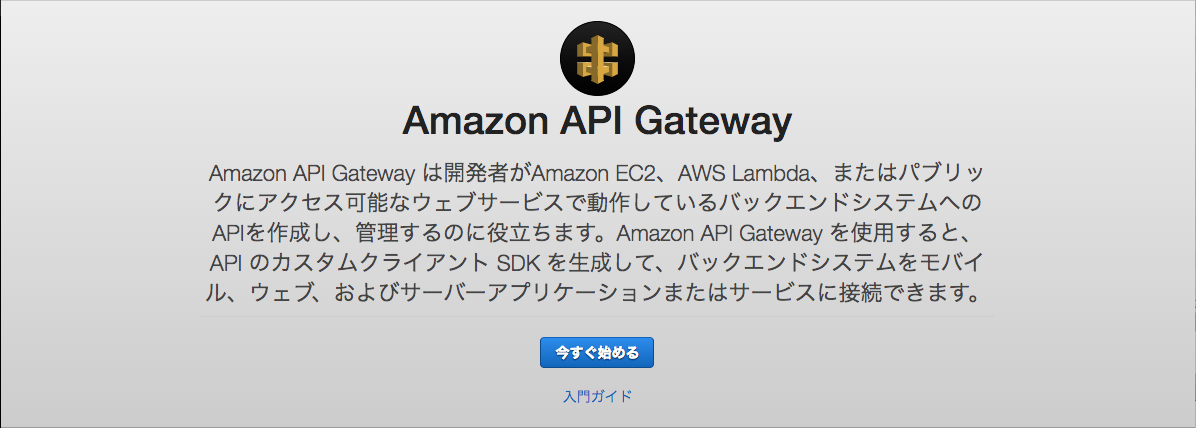 Amazon API Gateway
Amazon API Gateway は開発者がAmazon EC2、AWS Lambda、またはパブリッ
クにアクセス可能なウェブサービスで動作しているバックエンドシステムへの
APIを作成し、管理するのに役立ちます。Amazon API Gateway を使用すると、
API のカスタムクライアント SDK を生成して、バックエンドシステムをモバイ
ル、ウェブ、およびサーバーアプリケーションまたはサービスに接続できます。
今すぐ始める
入門ガイド